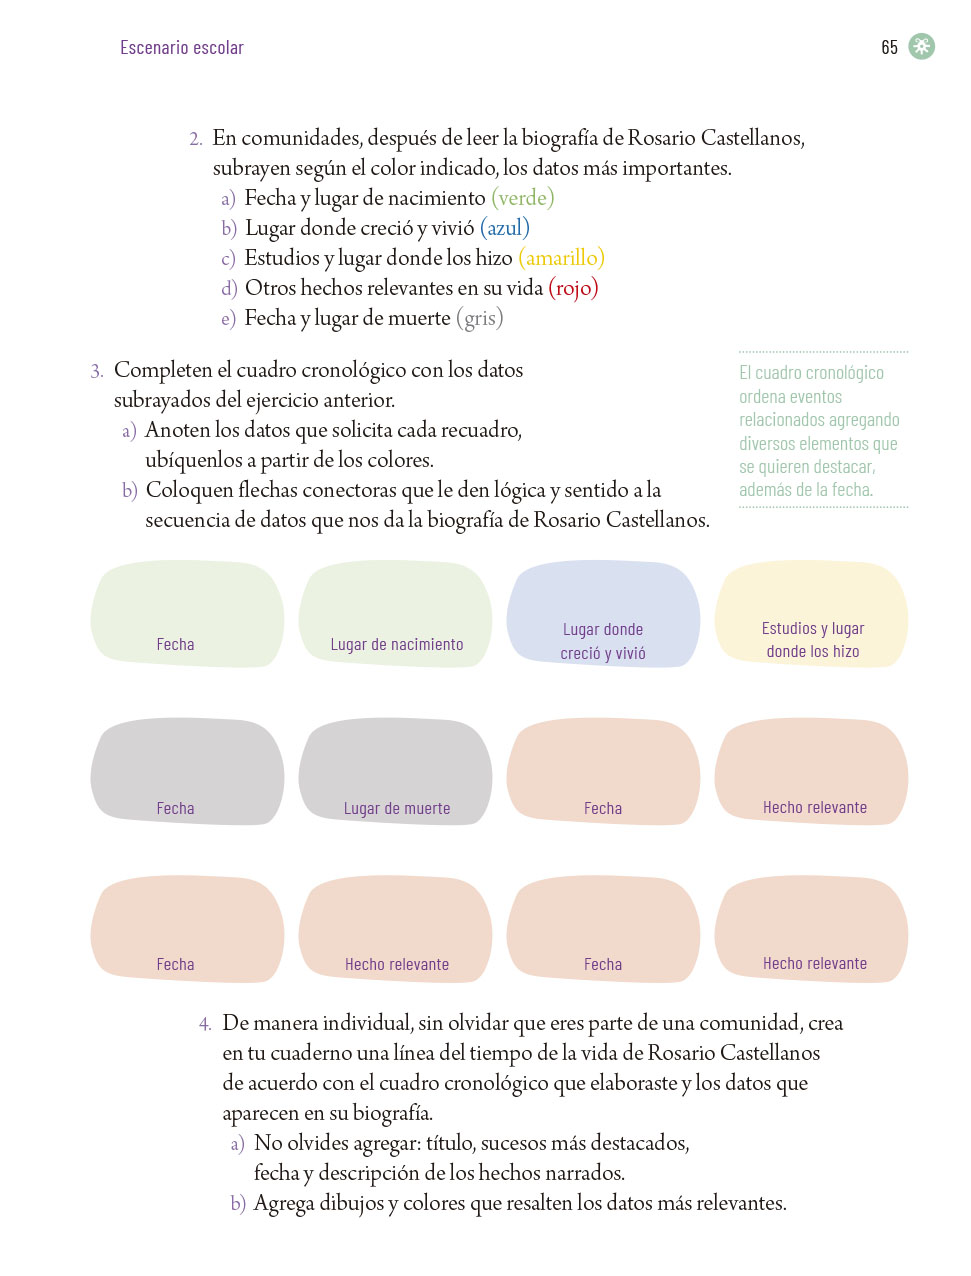 Escenario escolar
65
2. En comunidades, después de leer la biografía de Rosario Castellanos,
subrayen según el color indicado, los datos más importantes.
a) Fecha y lugar de nacimiento (verde)
b) Lugar donde creció y vivió (azul)
c) Estudios y lugar donde los hizo (amarillo)
d) Otros hechos relevantes en su vida (rojo)
e) Fecha y lugar de muerte (gris)
3. Completen el cuadro cronológico con los datos
subrayados del ejercicio anterior.
a) Anoten los datos que solicita cada recuadro,
ubíquenlos a partir de los colores.
b) Coloquen flechas conectoras que le den lógica y sentido a la
secuencia de datos que nos da la biografía de Rosario Castellanos.
El cuadro cronológico
ordena eventos
relacionados agregando
diversos elementos que
se quieren destacar,
además de la fecha.
Fecha
Lugar de nacimiento
Lugar donde
creció y vivió
Estudios y lugar
donde los hizo
Fecha
Lugar de muerte
Fecha
Hecho relevante
Fecha
Hecho relevante
Fecha
Hecho relevante
4. De manera individual, sin olvidar que eres parte de una comunidad, crea
en tu cuaderno una línea del tiempo de la vida de Rosario Castellanos
de acuerdo con el cuadro cronológico que elaboraste y los datos que
aparecen en su biografía.
a) No olvides agregar: título, sucesos más destacados,
fecha y descripción de los hechos narrados.
b) Agrega dibujos y colores que resalten los datos más relevantes.